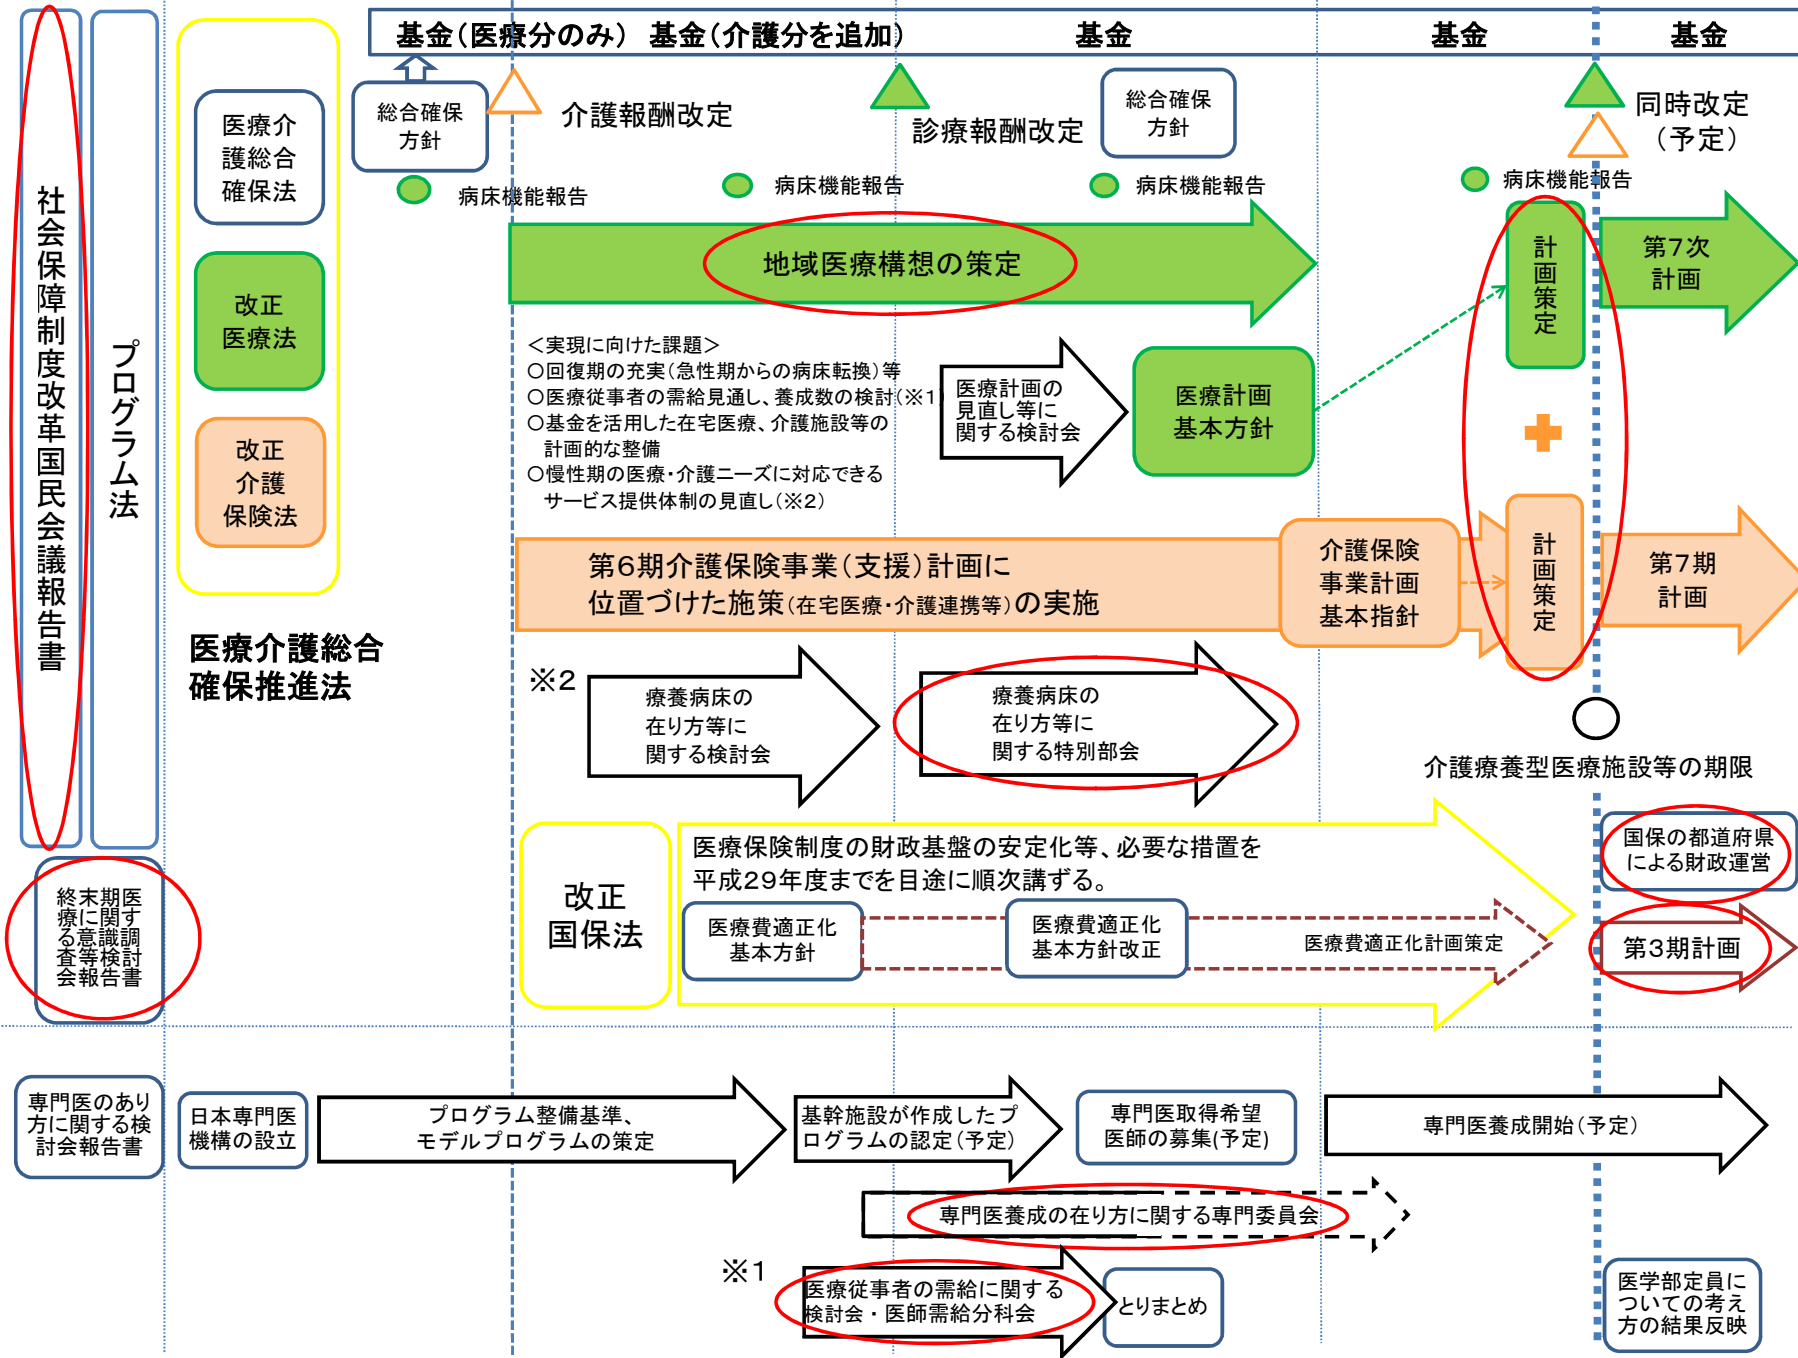 基金(医療分のみ) 基金(介護分を追加) 基金 基金 基金
社会保障制度改革国民会議報告書
プログラム法
医療介
護総合
確保法
改正
医療法
改正
介護
保険法
医療介護総合
確保推進法
総合確保
方針
介護報酬改定
診療報酬改定
総合確保
方針
同時改定
(予定)
病床機能報告
病床機能報告
病床機能報告
病床機能報告
地域医療構想の策定
計画策定
第7次
計画
<実現に向けた課題>
○回復期の充実(急性期からの病床転換)等
○医療従事者の需給見通し、養成数の検討(※1)
○基金を活用した在宅医療、介護施設等の
計画的な整備
○慢性期の医療・介護ニーズに対応できる
サービス提供体制の見直し(※2)
医療計画の
見直し等に
関する検討会
医療計画
基本方針
第6期介護保険事業(支援)計画に
位置づけた施策(在宅医療・介護連携等)の実施
介護保険
事業計画
基本指針
計画策定
第7期
計画
※2
療養病床の
在り方等に
関する検討会
療養病床の
在り方等に
関する特別部会
介護療養型医療施設等の期限
改正
国保法
医療保険制度の財政基盤の安定化等、必要な措置を
平成29年度までを目途に順次講ずる。
医療費適正化
基本方針
医療費適正化
基本方針改正
医療費適正化計画策定
国保の都道府県
による財政運営
第3期計画
終末期医
療に関す
る意識調
査等検討
会報告書
専門医のあり
方に関する検
討会報告書
日本専門医
機構の設立
プログラム整備基準、
モデルプログラムの策定
基幹施設が作成したプ
ログラムの認定(予定)
専門医取得希望
医師の募集(予定)
専門医養成開始(予定)
専門医養成の在り方に関する専門委員会
※1
医療従事者の需給に関する
検討会・医師需給分科会
とりまとめ
医学部定員に
ついての考え
方の結果反映